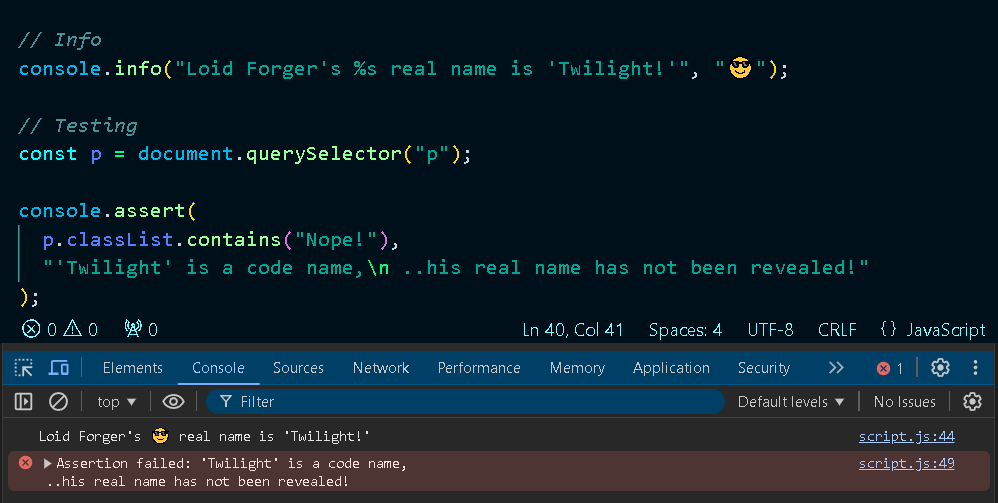 // Info
console.info("Loid Forger's %s real name is 'Twilight!'", "😎");
// Testing
const p = document.querySelector("p");
console.assert(
p.classList.contains("Nope!"),
"'Twilight' is a code name,\n ..his real name has not been revealed!"
);
0 0 0 Ln 40, Col 41 Spaces: 4 UTF-8 CRLF {} JavaScript
Elements Console Sources Network Performance Memory Application Security >> 1
top Filter Default levels No Issues
Loid Forger's 😎 real name is 'Twilight!' script.js:44
Assertion failed: 'Twilight' is a code name, script.js:49
..his real name has not been revealed!